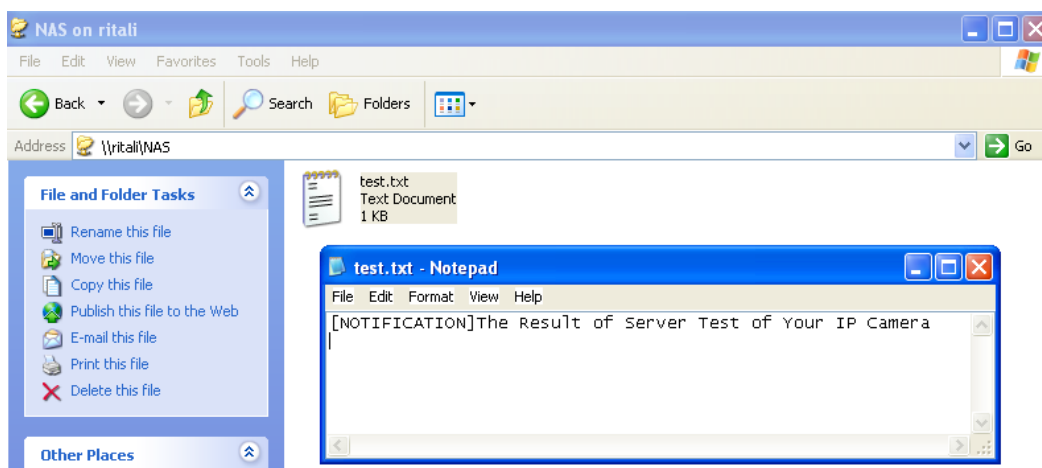 NAS on ritali
File Edit View Favorites Tools Help
Back Search Folders
Address \\ritali\NAS Go
File and Folder Tasks
Rename this file
Move this file
Copy this file
Publish this file to the Web
E-mail this file
Print this file
Delete this file
Other Places
test.txt
Text Document
1 KB
test.txt - Notepad
File Edit Format View Help
[NOTIFICATION]The Result of Server Test of Your IP Camera